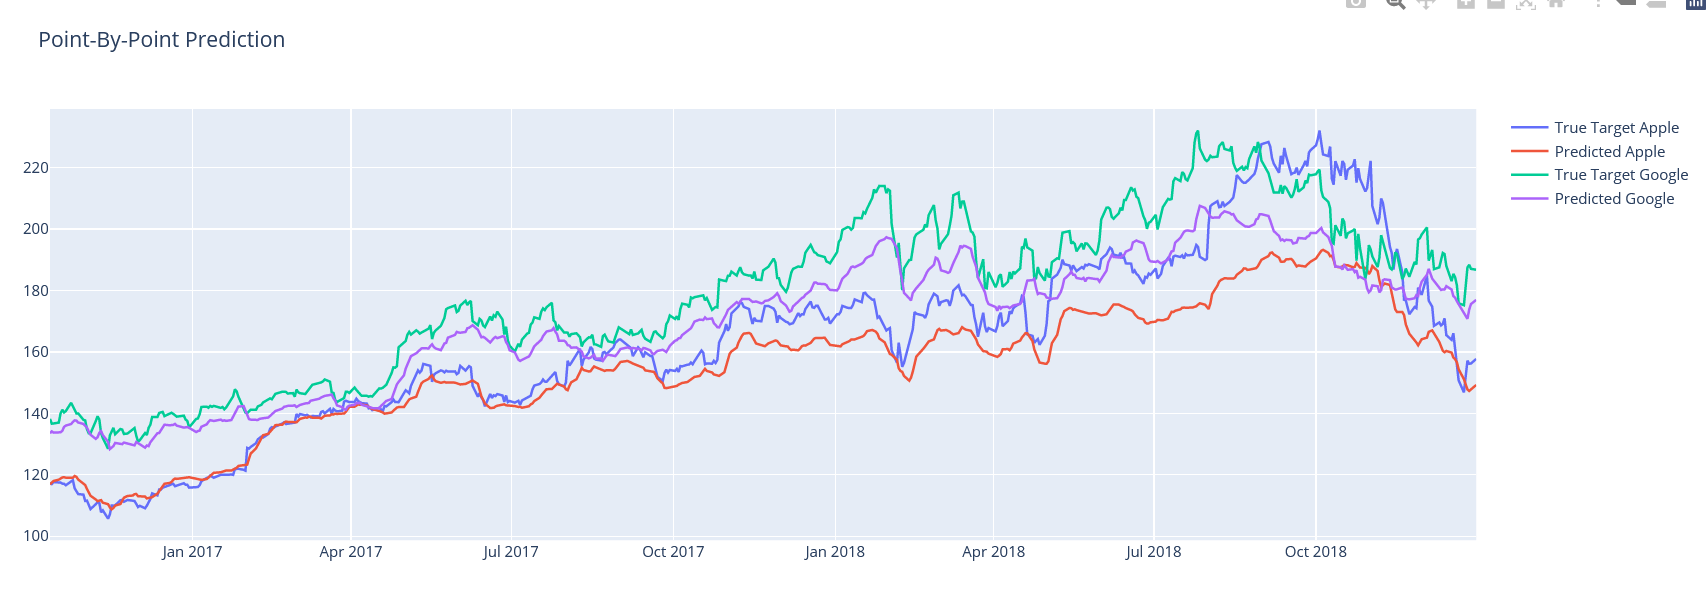 Point-By-Point Prediction
True Target Apple
Predicted Apple
True Target Google
Predicted Google
220
200
180
160
140
120
100
Jan 2017
Apr 2017
Jul 2017
Oct 2017
Jan 2018
Apr 2018
Jul 2018
Oct 2018